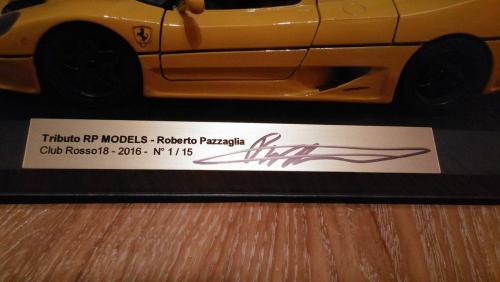 Tributo RP MODELS - Roberto Pazzaglia
Club Rosso18 - 2016 - N° 1 / 15